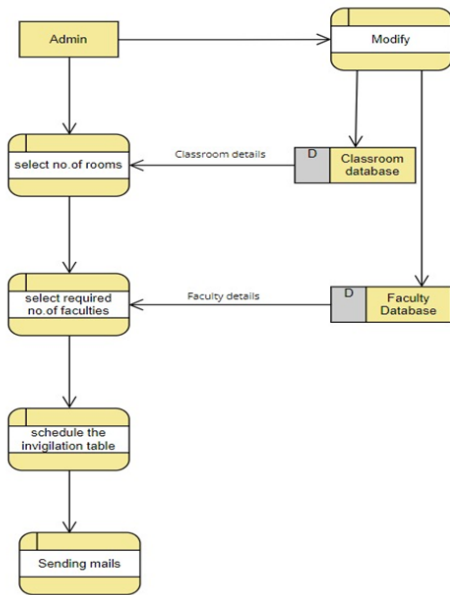 Admin
Modify
select no.of rooms
Classroom details
D
Classroom
database
select required
no.of faculties
Faculty details
D
Faculty
Database
schedule the
invigilation table
Sending mails